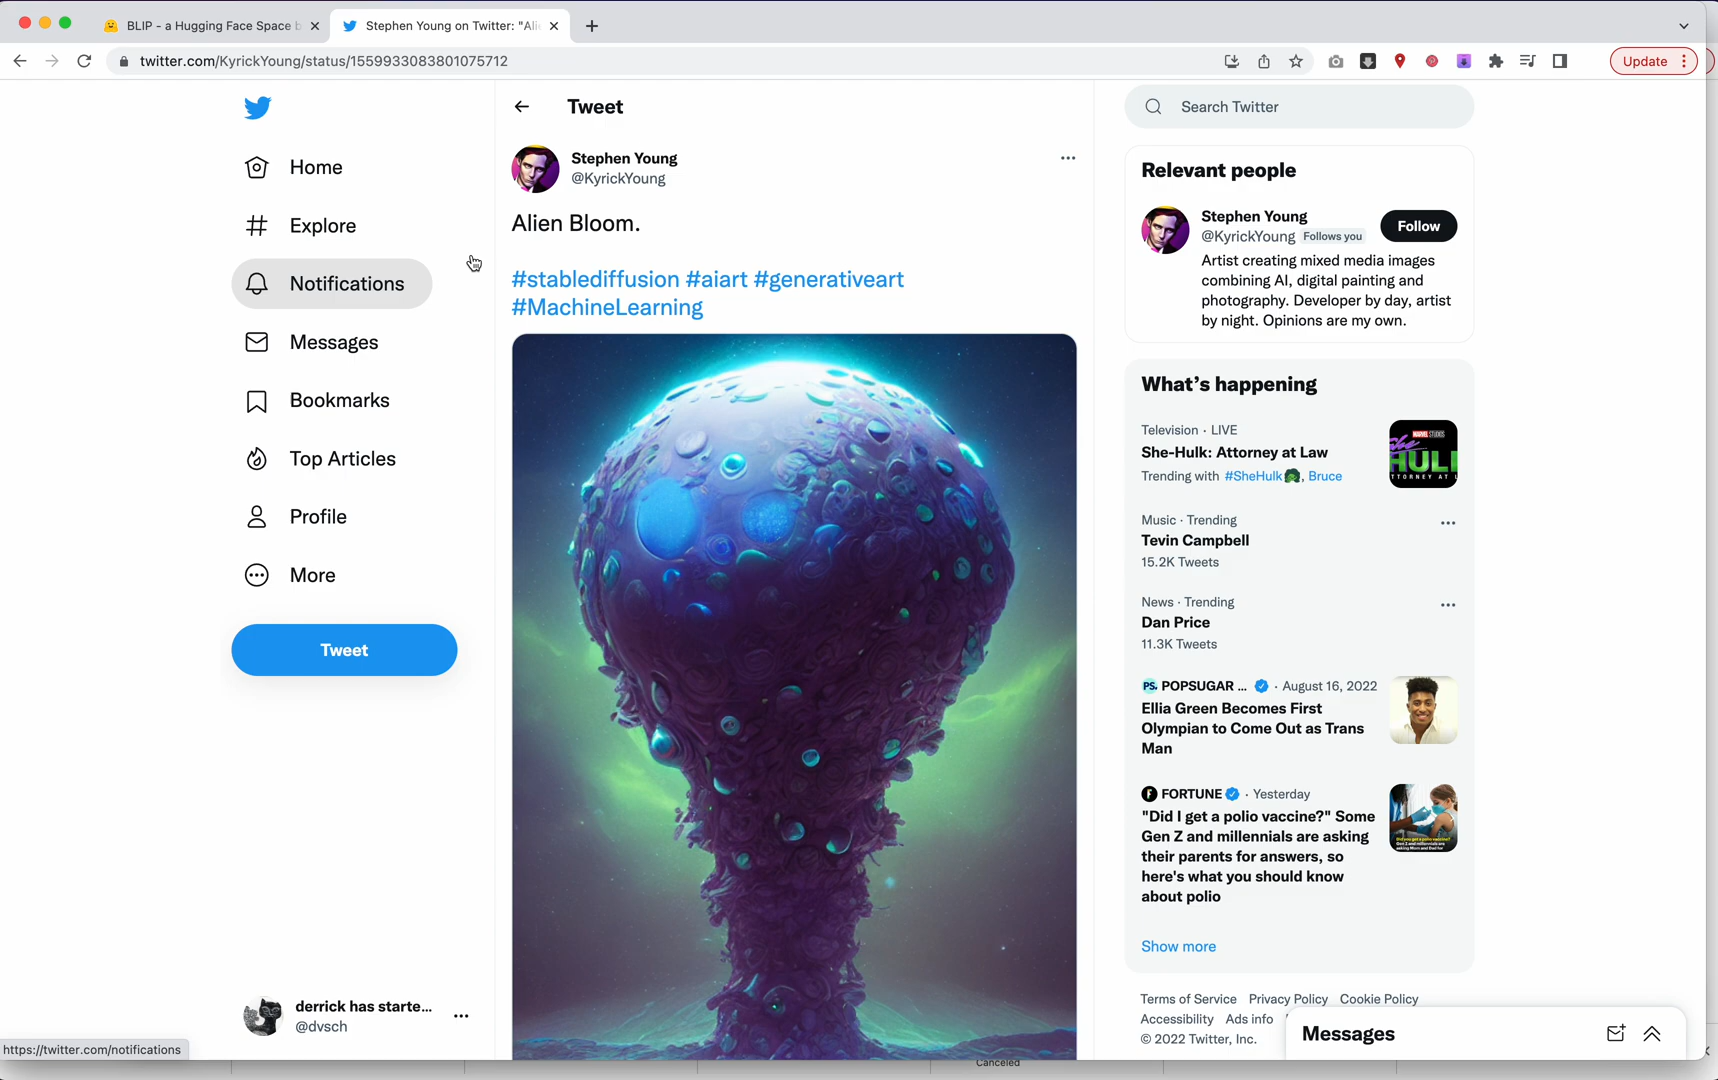 BLIP - a Hugging Face Space b
Stephen Young on Twitter: "Alie
twitter.com/KyrickYoung/status/1559933083801075712
Update
Home
Explore
Notifications
Messages
Bookmarks
Top Articles
Profile
More
Tweet
derrick has starte...
@dvsch
https://twitter.com/notifications
Tweet
Stephen Young
@KyrickYoung
Alien Bloom.
#stablediffusion #aiart #generativeart
#MachineLearning
Search Twitter
Relevant people
Stephen Young
@KyrickYoung Follows you
Follow
Artist creating mixed media images
combining AI, digital painting and
photography. Developer by day, artist
by night. Opinions are my own.
What's happening
Television · LIVE
She-Hulk: Attorney at Law
Trending with #SheHulk, Bruce
MARVEL STUDIOS
Music · Trending
Tevin Campbell
15.2K Tweets
News · Trending
Dan Price
11.3K Tweets
PS. POPSUGAR ... · August 16, 2022
Ellia Green Becomes First
Olympian to Come Out as Trans
Man
FORTUNE · Yesterday
"Did I get a polio vaccine?" Some
Gen Z and millennials are asking
their parents for answers, so
here's what you should know
about polio
Show more
Terms of Service Privacy Policy Cookie Policy
Accessibility Ads info
© 2022 Twitter, Inc.
Messages
Canceled